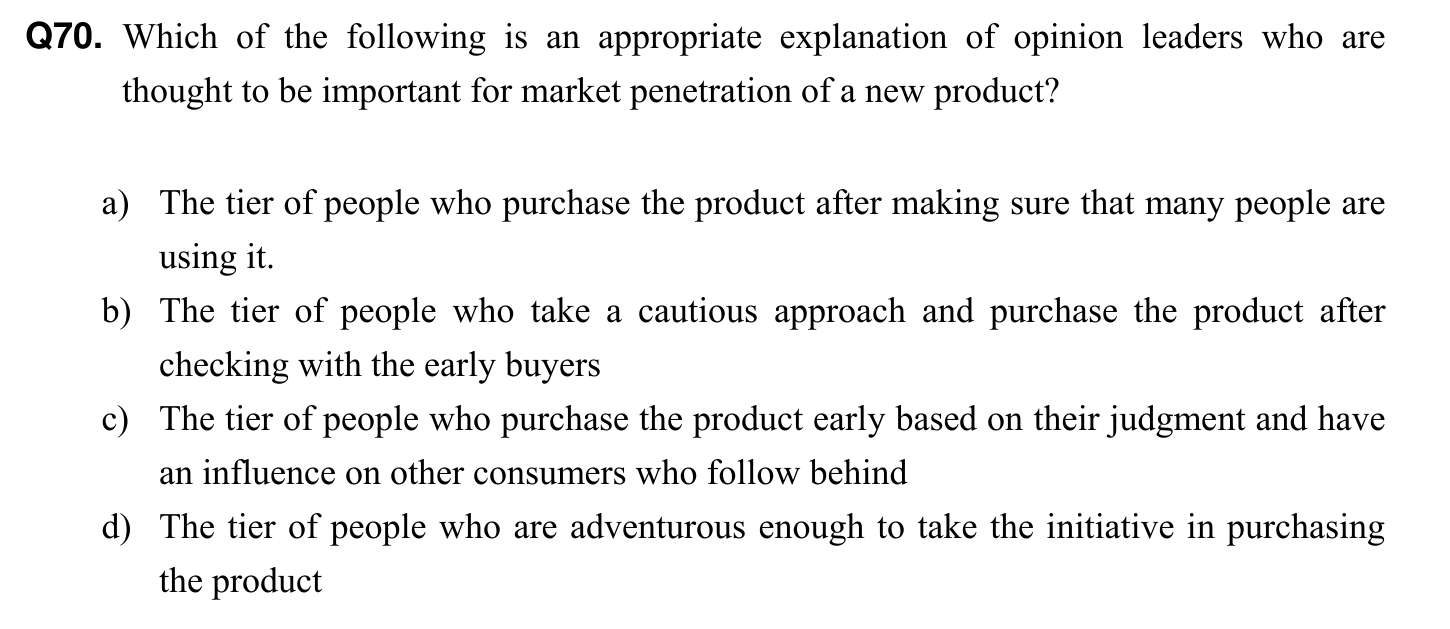 Q70. Which of the following is an appropriate explanation of opinion leaders who are
thought to be important for market penetration of a new product?
a) The tier of people who purchase the product after making sure that many people are
using it.
b) The tier of people who take a cautious approach and purchase the product after
checking with the early buyers
c) The tier of people who purchase the product early based on their judgment and have
an influence on other consumers who follow behind
d) The tier of people who are adventurous enough to take the initiative in purchasing
the product